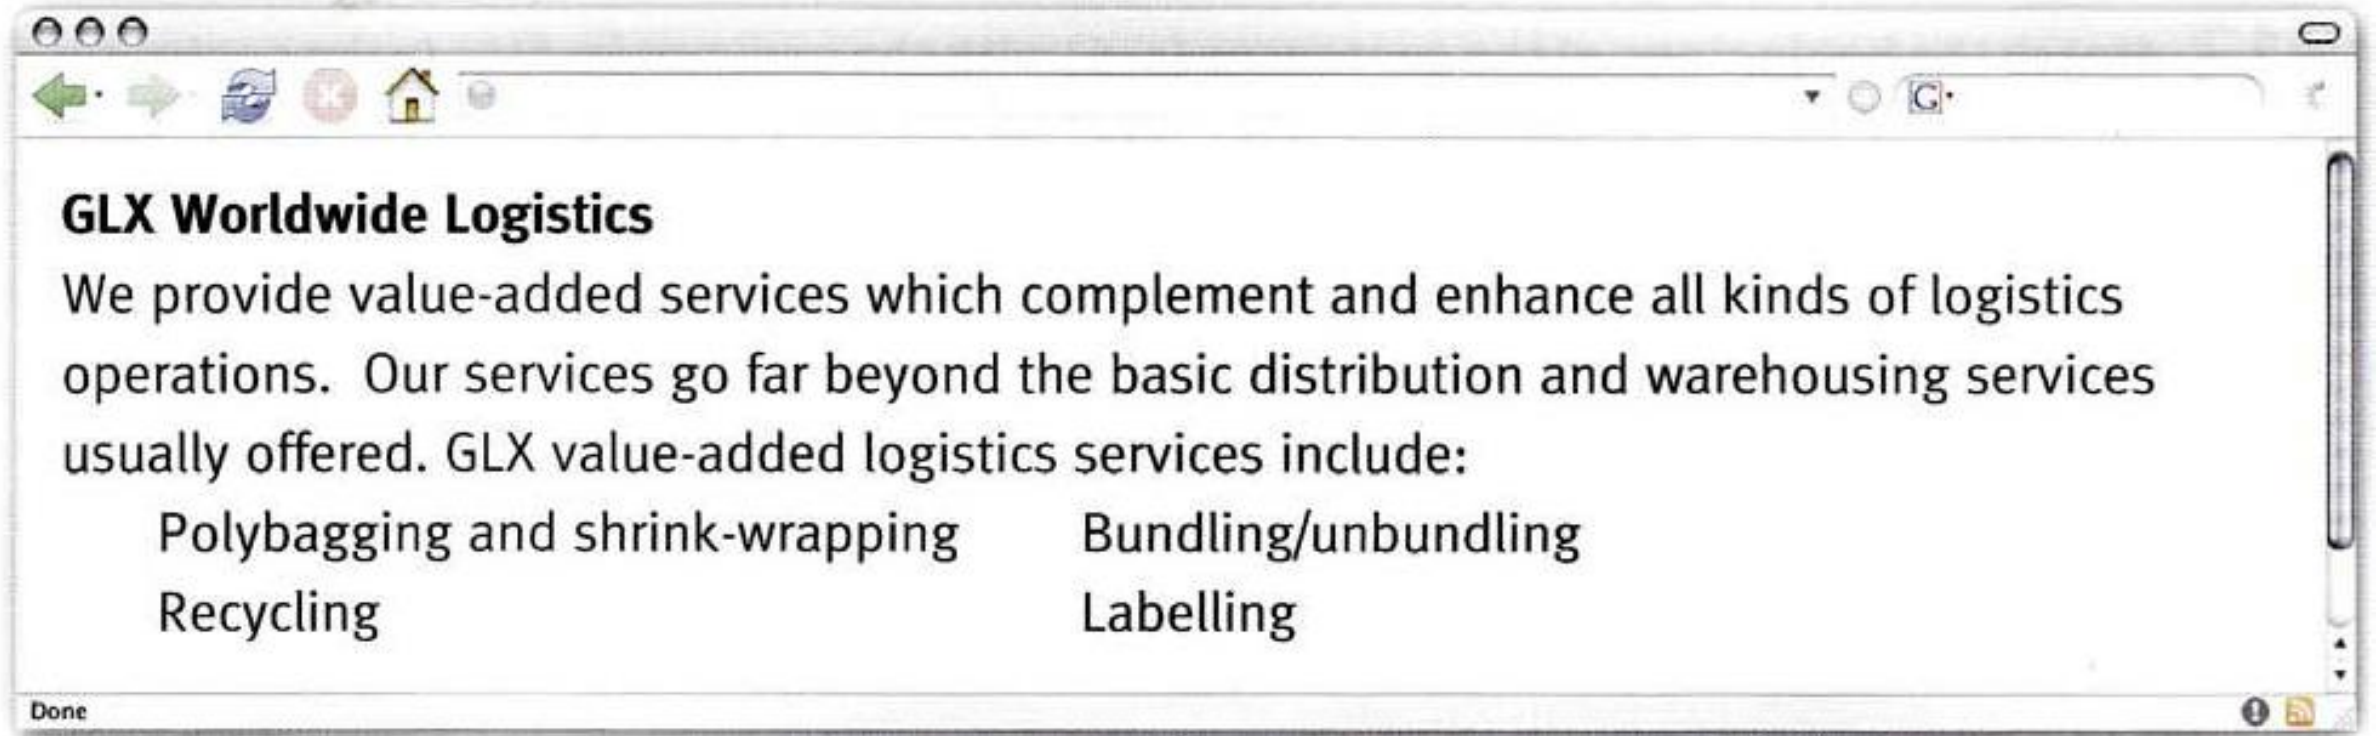 GLX Worldwide Logistics
We provide value-added services which complement and enhance all kinds of logistics
operations. Our services go far beyond the basic distribution and warehousing services
usually offered. GLX value-added logistics services include:
Polybagging and shrink-wrapping Bundling/unbundling
Recycling Labelling
Done